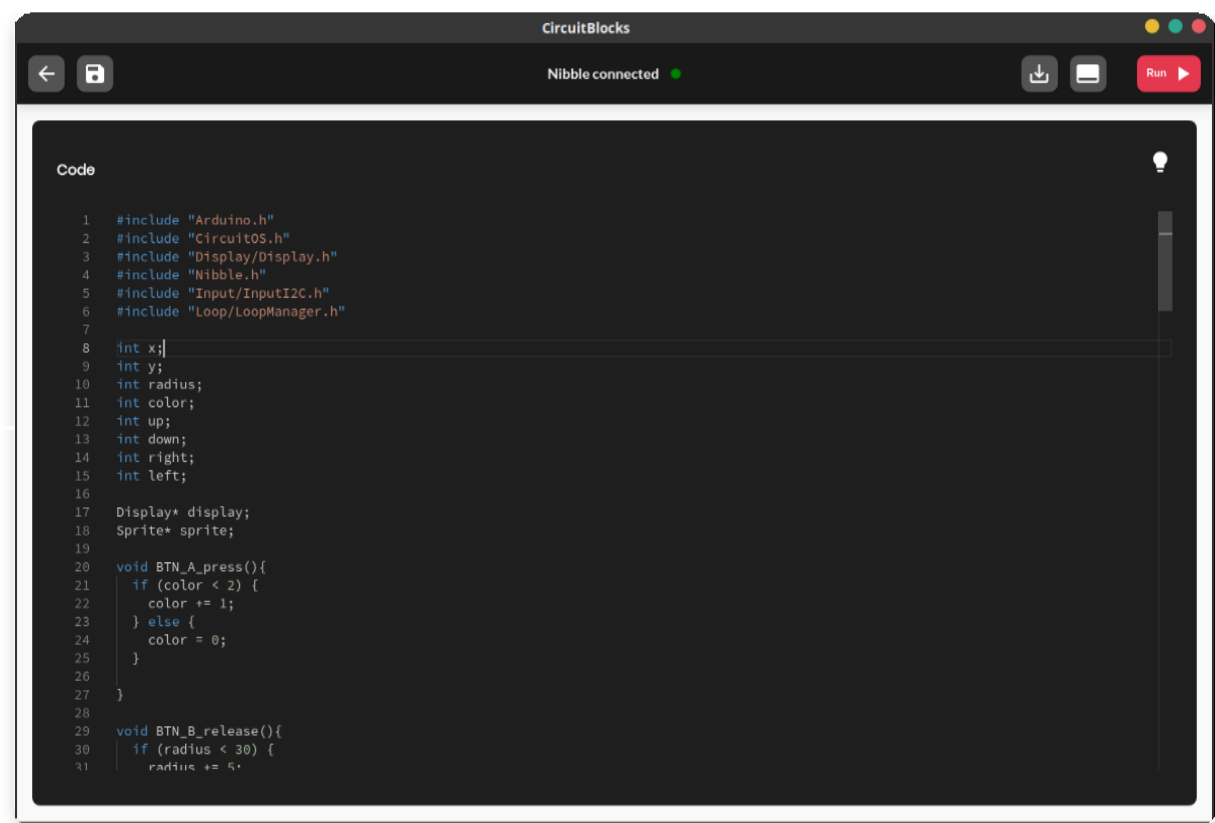 CircuitBlocks
Nibble connected
Run
Code
1 #include "Arduino.h"
2 #include "CircuitOS.h"
3 #include "Display/Display.h"
4 #include "Nibble.h"
5 #include "Input/InputI2C.h"
6 #include "Loop/LoopManager.h"
7
8 int x;
9 int y;
10 int radius;
11 int color;
12 int up;
13 int down;
14 int right;
15 int left;
16
17 Display* display;
18 Sprite* sprite;
19
20 void BTN_A_press(){
21   if (color < 2) {
22     color += 1;
23   } else {
24     color = 0;
25   }
26
27 }
28
29 void BTN_B_release(){
30   if (radius < 30) {
31     radius += 5;